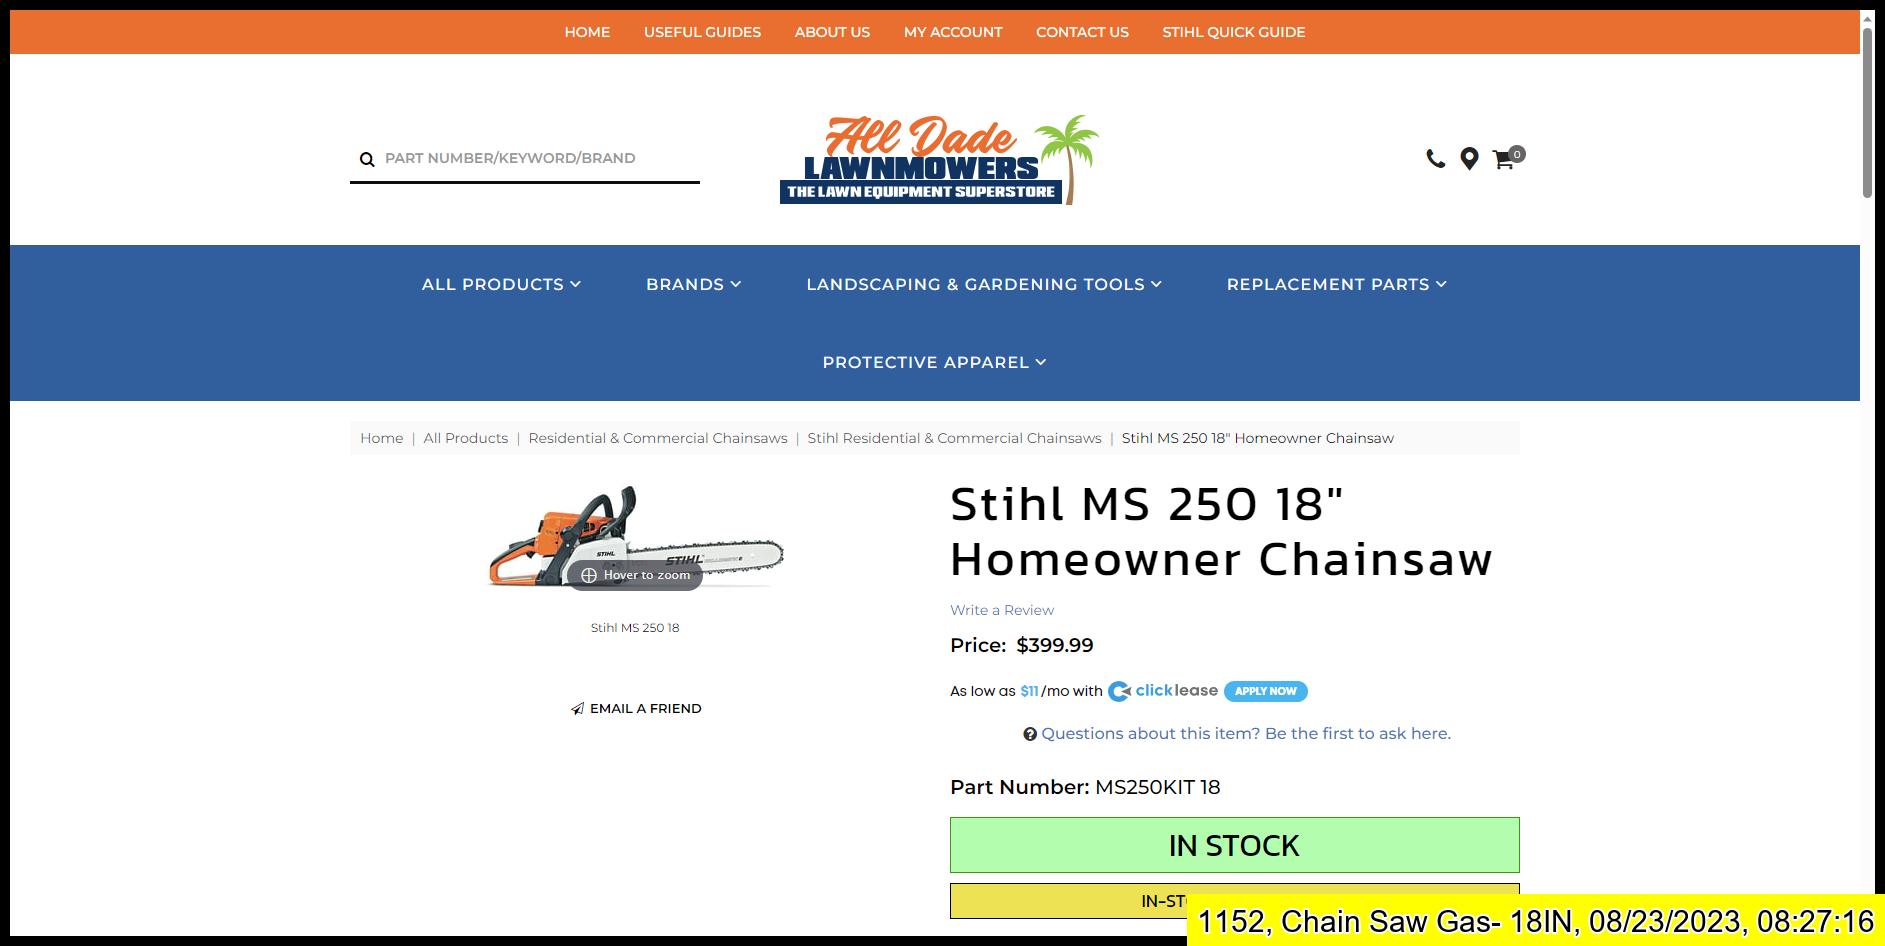 HOME USEFUL GUIDES ABOUT US MY ACCOUNT CONTACT US STIHL QUICK GUIDE
PART NUMBER/KEYWORD/BRAND
All Dade
LAWNMOWERS
THE LAWN EQUIPMENT SUPERSTORE
0
ALL PRODUCTS BRANDS LANDSCAPING & GARDENING TOOLS REPLACEMENT PARTS
PROTECTIVE APPAREL
Home | All Products | Residential & Commercial Chainsaws | Stihl Residential & Commercial Chainsaws | Stihl MS 250 18" Homeowner Chainsaw
STIHL
STIHL
Hover to zoom
Stihl MS 250 18
EMAIL A FRIEND
Stihl MS 250 18"
Homeowner Chainsaw
Write a Review
Price: $399.99
As low as $11/mo with clicklease APPLY NOW
Questions about this item? Be the first to ask here.
Part Number: MS250KIT 18
IN STOCK
1152, Chain Saw Gas- 18IN, 08/23/2023, 08:27:16